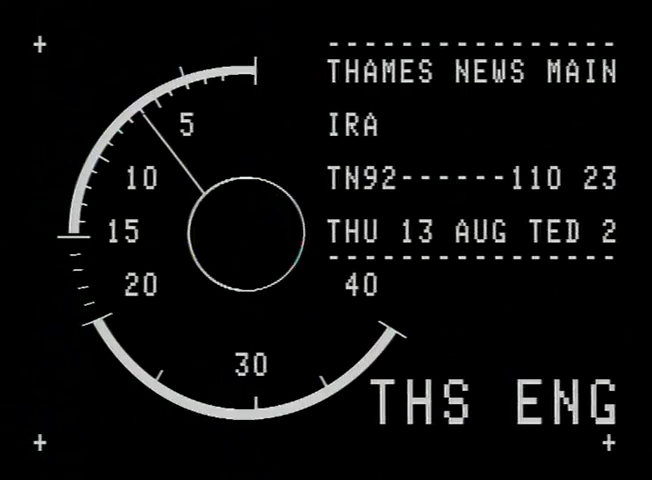 THAMES NEWS MAIN
IRA
TN92------110 23
THU 13 AUG TED 2
5
10
15
20
30
40
THS ENG